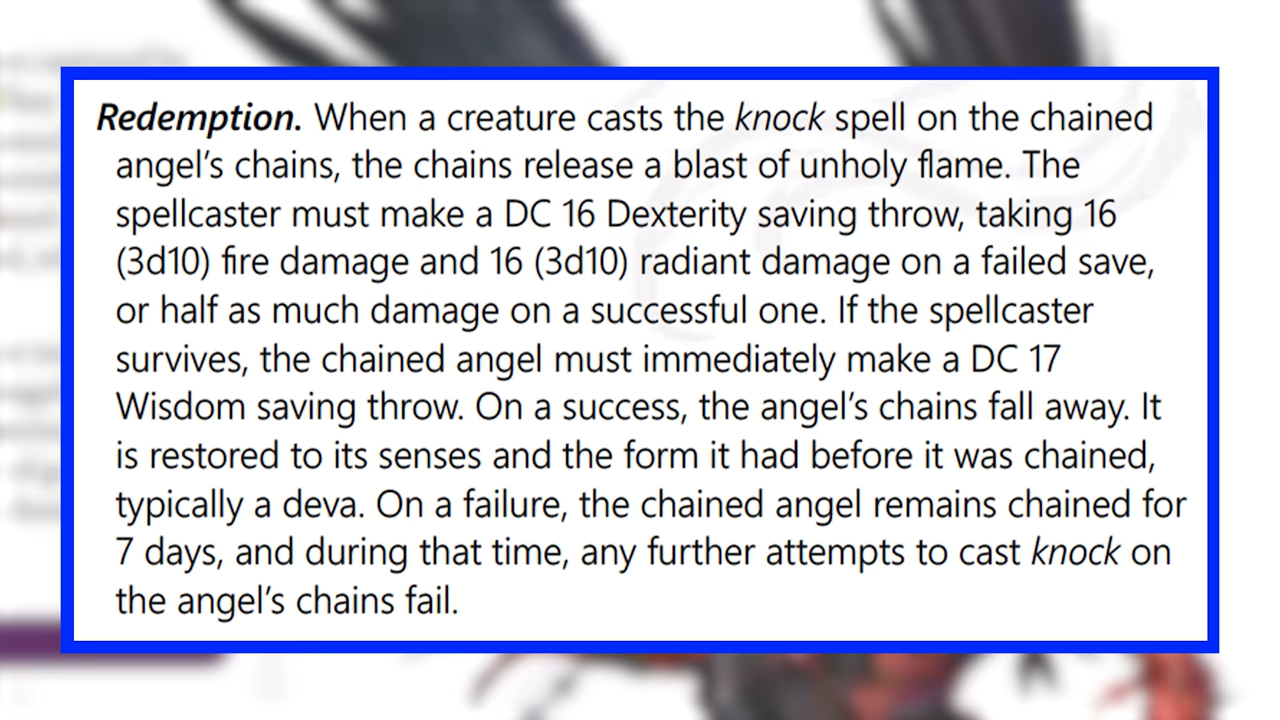 Redemption. When a creature casts the knock spell on the chained
angel’s chains, the chains release a blast of unholy flame. The
spellcaster must make a DC 16 Dexterity saving throw, taking 16
(3d10) fire damage and 16 (3d10) radiant damage on a failed save,
or half as much damage on a successful one. If the spellcaster
survives, the chained angel must immediately make a DC 17
Wisdom saving throw. On a success, the angel’s chains fall away. It
is restored to its senses and the form it had before it was chained,
typically a deva. On a failure, the chained angel remains chained for
7 days, and during that time, any further attempts to cast knock on
the angel’s chains fail.